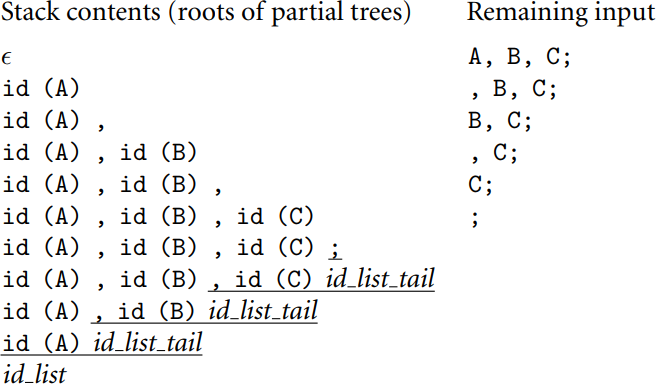 Stack contents (roots of partial trees) Remaining input
ϵ A, B, C;
id (A) , B, C;
id (A) , B, C;
id (A) , id (B) , C;
id (A) , id (B) , C;
id (A) , id (B) , id (C) ;
id (A) , id (B) , id (C) ;
id (A) , id (B) , id (C) id_list_tail
id (A) , id (B) id_list_tail
id (A) id_list_tail
id_list